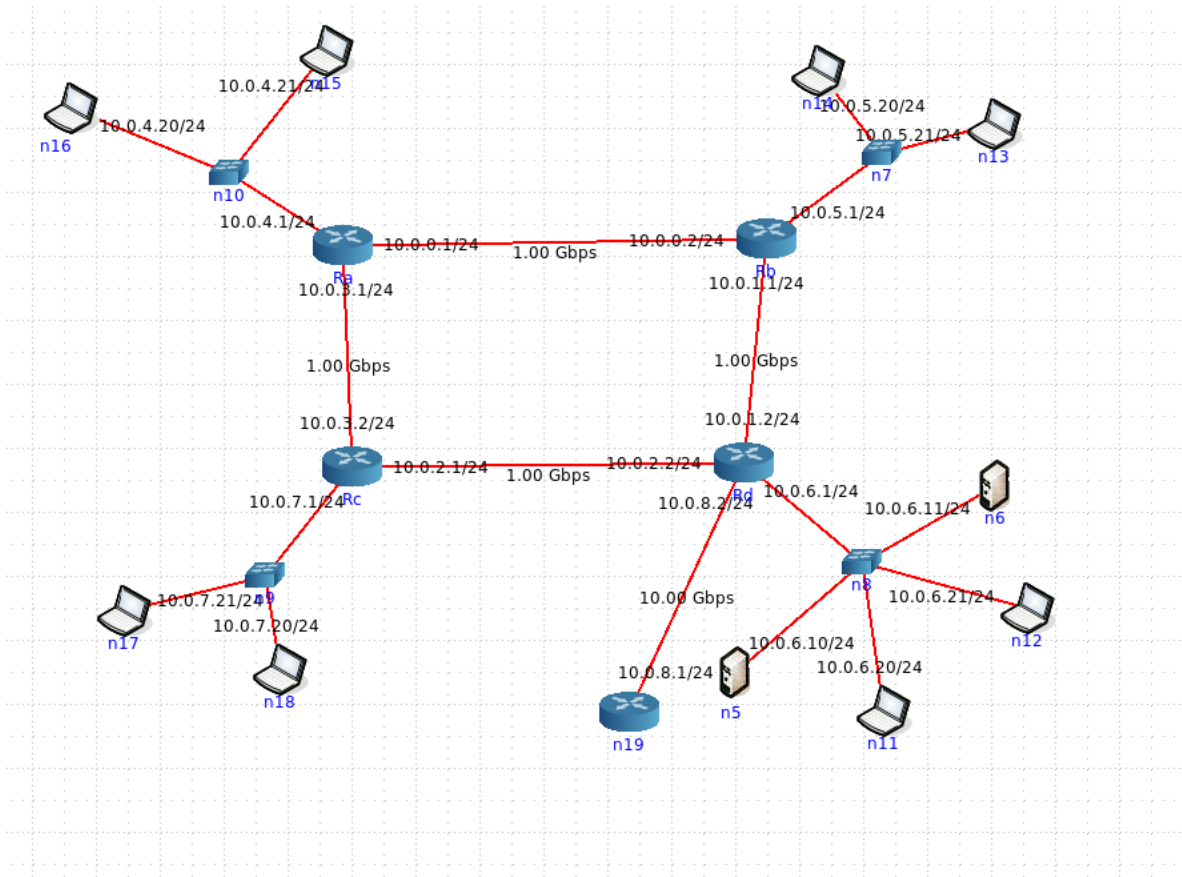 n15
10.0.4.21/24
n14
10.0.5.20/24
10.0.4.20/24
n16
10.0.5.21/24
n13
n7
n10
10.0.4.1/24
10.0.5.1/24
10.0.0.1/24
1.00 Gbps
10.0.0.2/24
Ra
10.0.3.1/24
Rb
10.0.1.1/24
1.00 Gbps
1.00 Gbps
10.0.3.2/24
10.0.1.2/24
10.0.2.1/24
1.00 Gbps
10.0.2.2/24
Rc
10.0.7.1/24
Rd
10.0.8.2/24
10.0.6.1/24
10.0.6.11/24
n6
n8
n9
10.0.7.21/24
10.00 Gbps
10.0.6.21/24
n17
10.0.7.20/24
n12
10.0.6.10/24
10.0.8.1/24
10.0.6.20/24
n18
n5
n19
n11